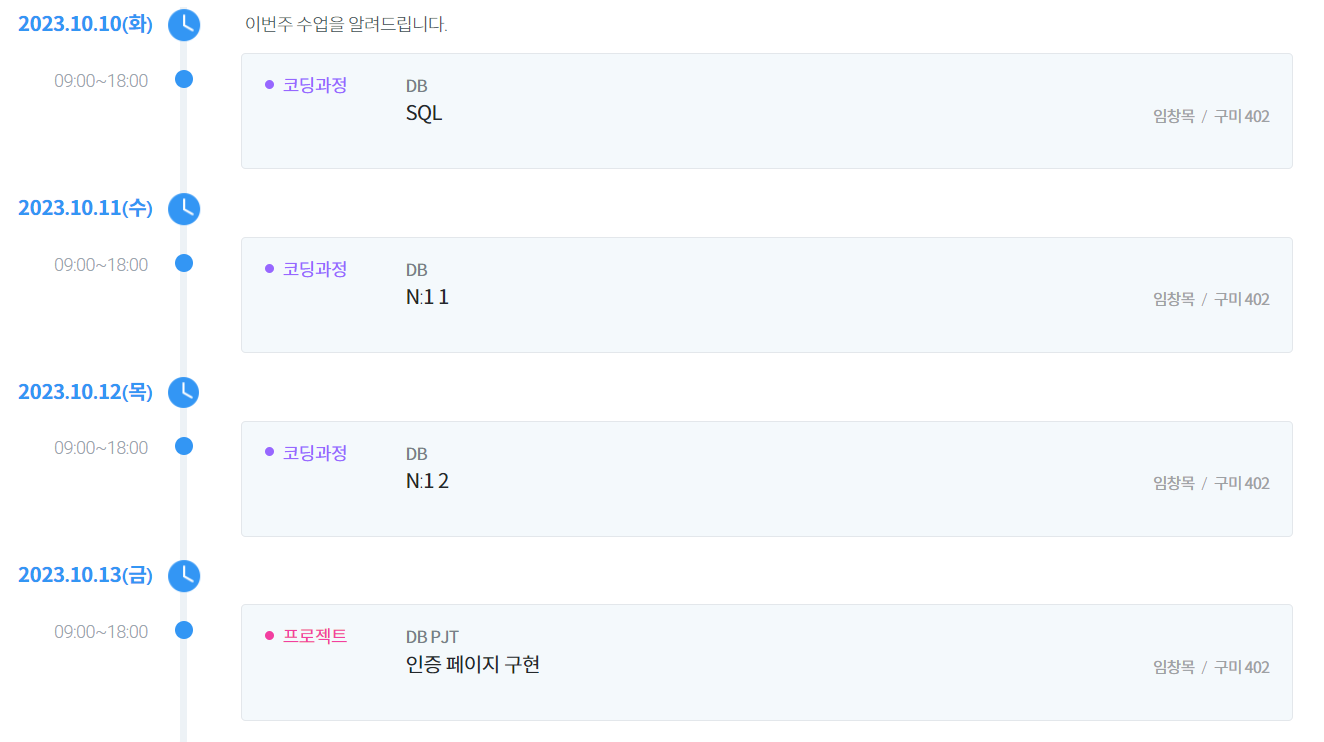 2023.10.10(화) 이번주 수업을 알려드립니다.
09:00~18:00 코딩과정 DB
SQL
임창목 / 구미 402
2023.10.11(수)
09:00~18:00 코딩과정 DB
N:1 1
임창목 / 구미 402
2023.10.12(목)
09:00~18:00 코딩과정 DB
N:1 2
임창목 / 구미 402
2023.10.13(금)
09:00~18:00 프로젝트 DB PJT
인증 페이지 구현
임창목 / 구미 402